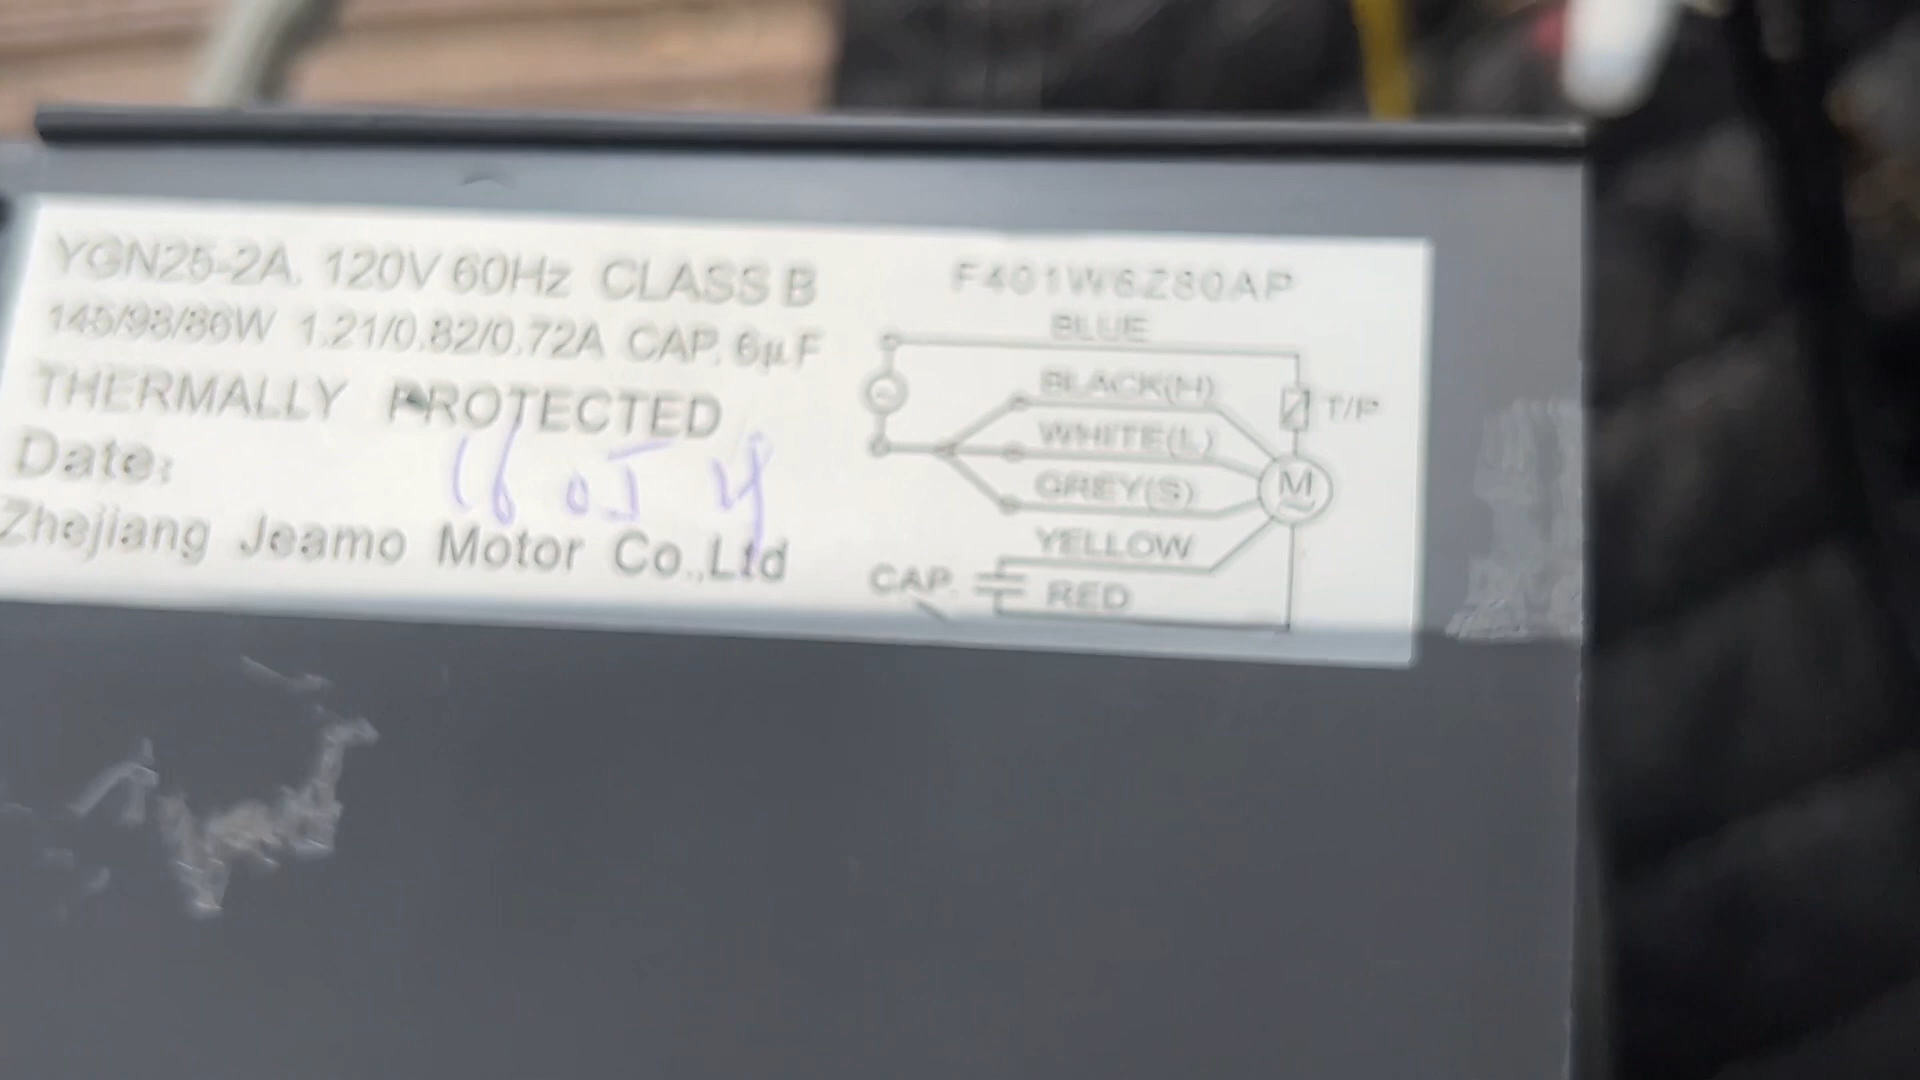 YGN25-2A. 120V 60Hz CLASS B
145/98/86W 1.21/0.82/0.72A CAP. 6μF
THERMALLY PROTECTED
Date:
Zhejiang Jeamo Motor Co.,Ltd
F401W6Z80AP
BLUE
BLACK(H)
T/P
WHITE(L)
GREY(S)
M
YELLOW
CAP.
RED